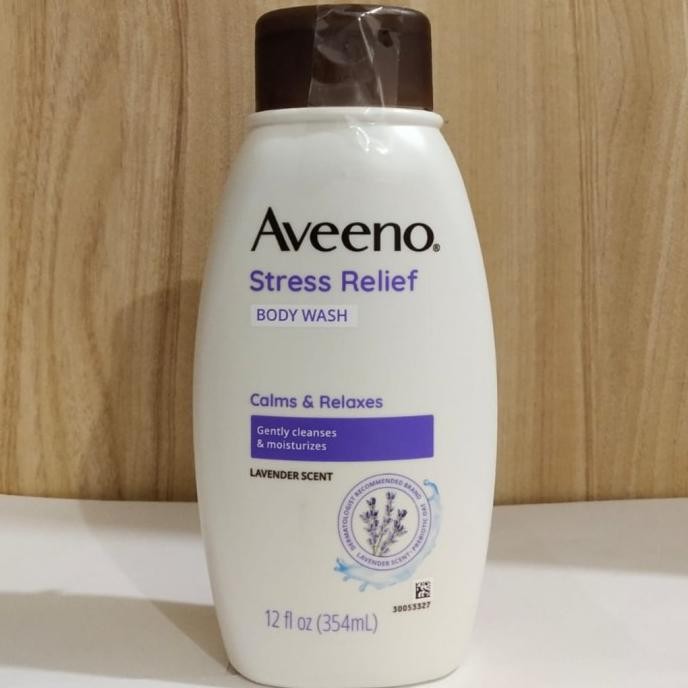 Aveeno®
Stress Relief
BODY WASH
Calms & Relaxes
Gently cleanses
& moisturizes
LAVENDER SCENT
DERMATOLOGIST RECOMMENDED BRAND
LAVENDER SCENT • PREBIOTIC OAT
30053327
12 fl oz (354mL)